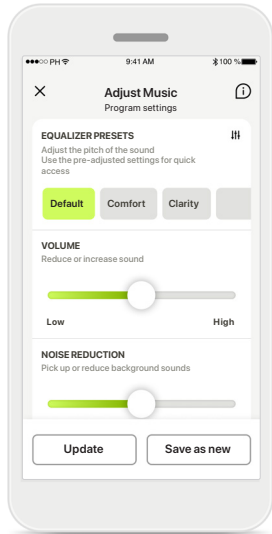 PH 9:41 AM 100 %
Adjust Music
Program settings
EQUALIZER PRESETS
Adjust the pitch of the sound
Use the pre-adjusted settings for quick
access
Default Comfort Clarity
VOLUME
Reduce or increase sound
Low High
NOISE REDUCTION
Pick up or reduce background sounds
Update Save as new